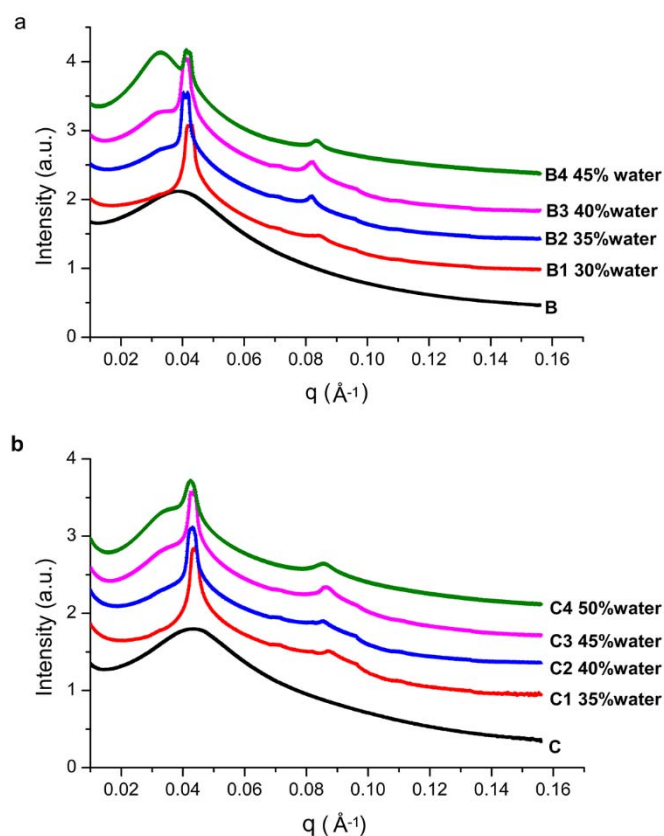 a
4
3
2
1
0
Intensity (a.u.)
B4 45% water
B3 40%water
B2 35%water
B1 30%water
B
0.02 0.04 0.06 0.08 0.10 0.12 0.14 0.16
q (Å-1)
b
4
3
2
1
0
Intensity (a.u.)
C4 50%water
C3 45%water
C2 40%water
C1 35%water
C
0.02 0.04 0.06 0.08 0.10 0.12 0.14 0.16
q (Å-1)